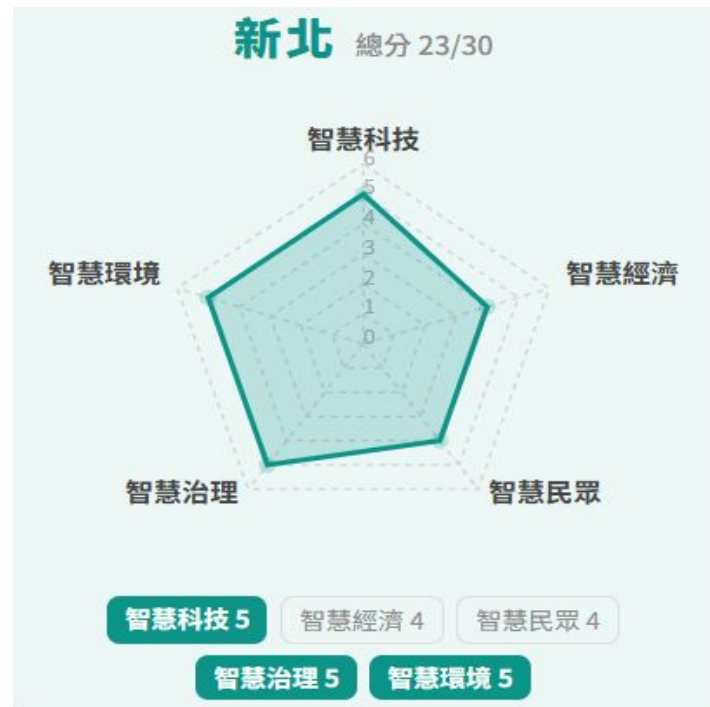 新北 總分 23/30
智慧科技
6
5
4
3
2
1
0
智慧環境
智慧經濟
智慧治理
智慧民眾
智慧科技 5
智慧經濟 4
智慧民眾 4
智慧治理 5
智慧環境 5